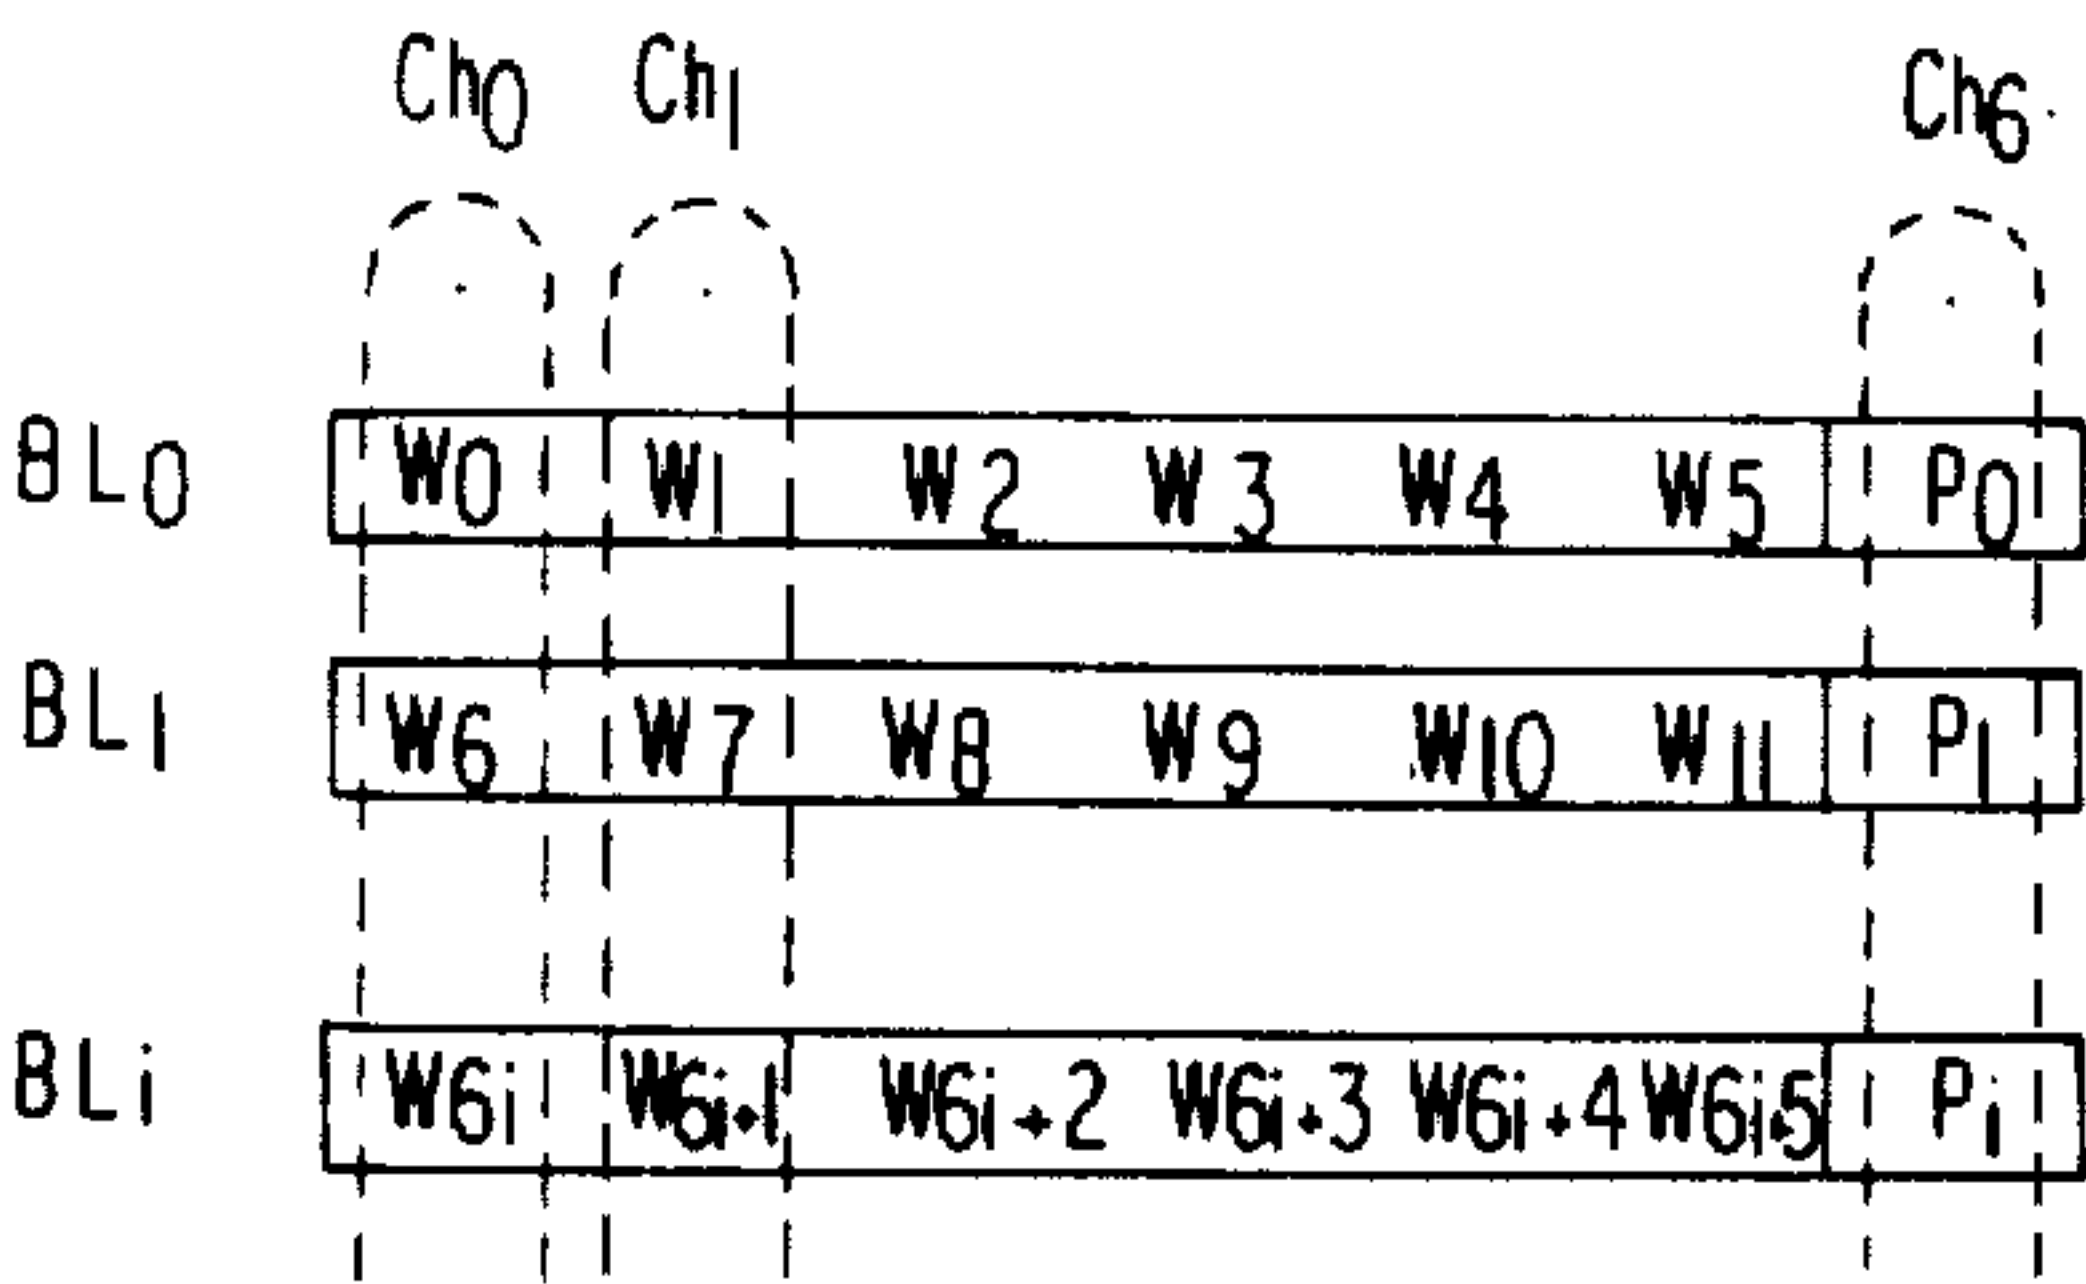 Ch0 Ch1 Ch6
BL0 W0 W1 W2 W3 W4 W5 P0
BL1 W6 W7 W8 W9 W10 W11 P1
BLi W6i W6i+1 W6i+2 W6i+3 W6i+4 W6i+5 Pi